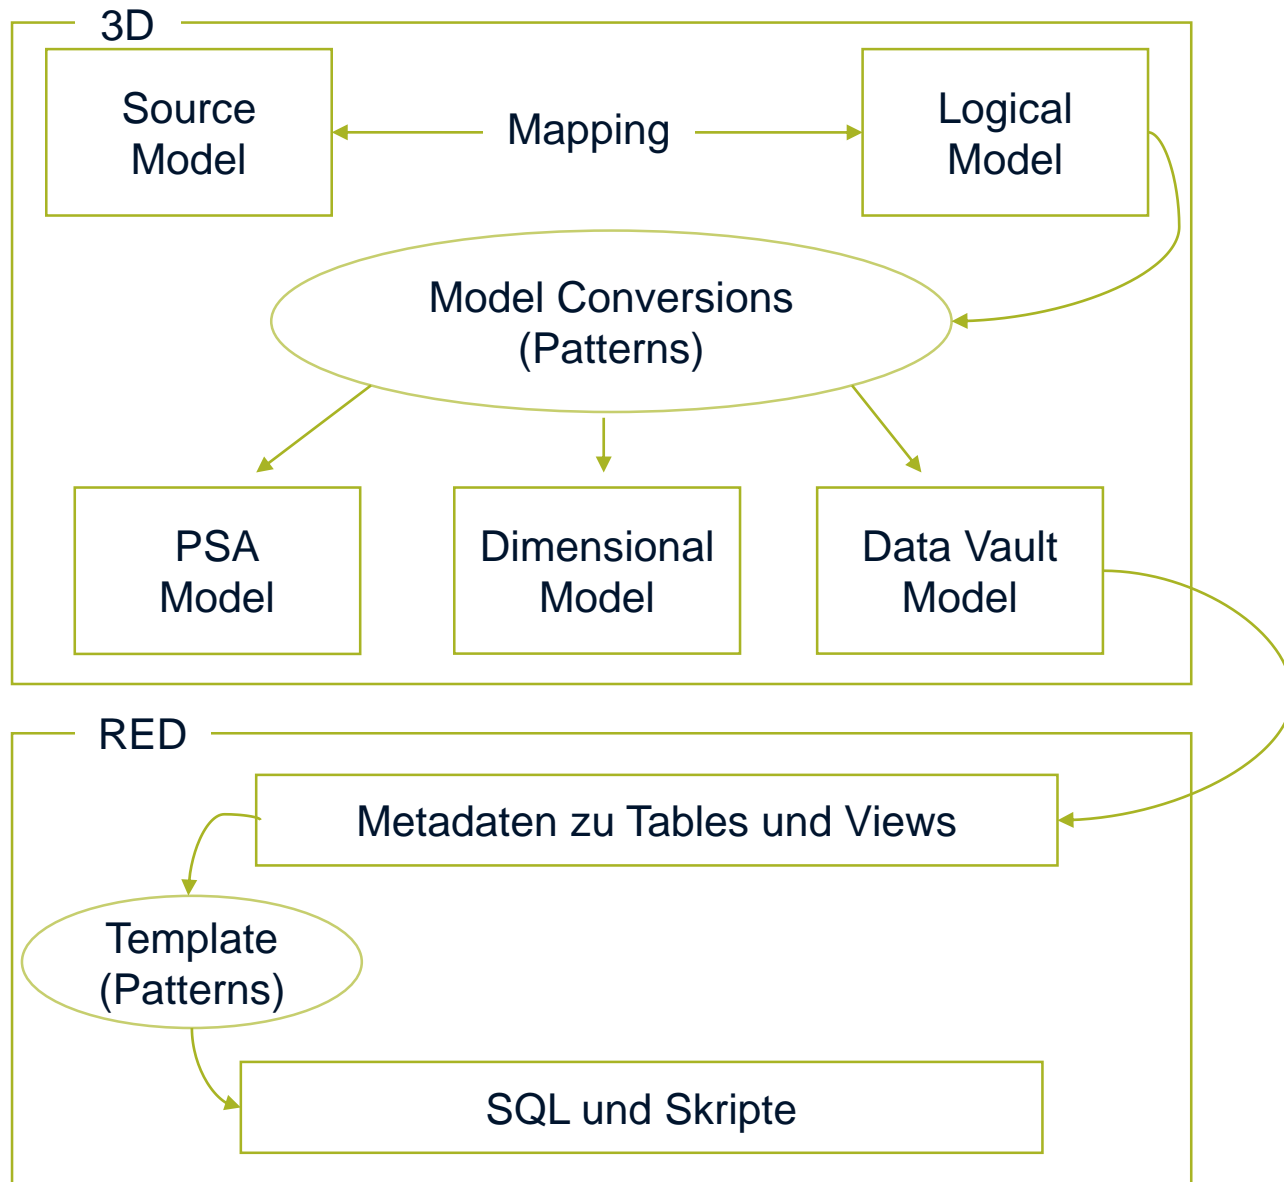 3D
Source
Model
Mapping
Logical
Model
Model Conversions
(Patterns)
PSA
Model
Dimensional
Model
Data Vault
Model
RED
Metadaten zu Tables und Views
Template
(Patterns)
SQL und Skripte